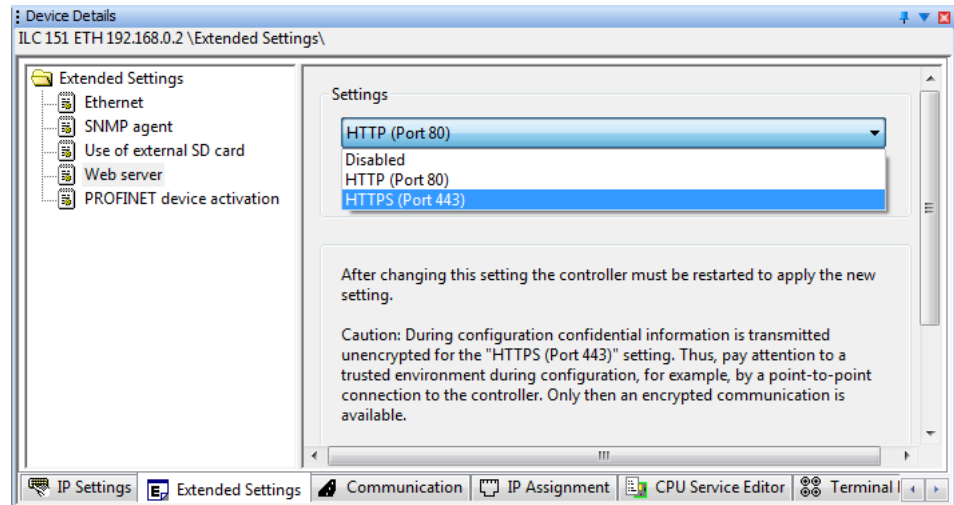 Device Details
ILC 151 ETH 192.168.0.2 \Extended Settings\
Extended Settings
Ethernet
SNMP agent
Use of external SD card
Web server
PROFINET device activation
Settings
HTTP (Port 80)
Disabled
HTTP (Port 80)
HTTPS (Port 443)
After changing this setting the controller must be restarted to apply the new
setting.
Caution: During configuration confidential information is transmitted
unencrypted for the "HTTPS (Port 443)" setting. Thus, pay attention to a
trusted environment during configuration, for example, by a point-to-point
connection to the controller. Only then an encrypted communication is
available.
IP Settings Extended Settings Communication IP Assignment CPU Service Editor Terminal